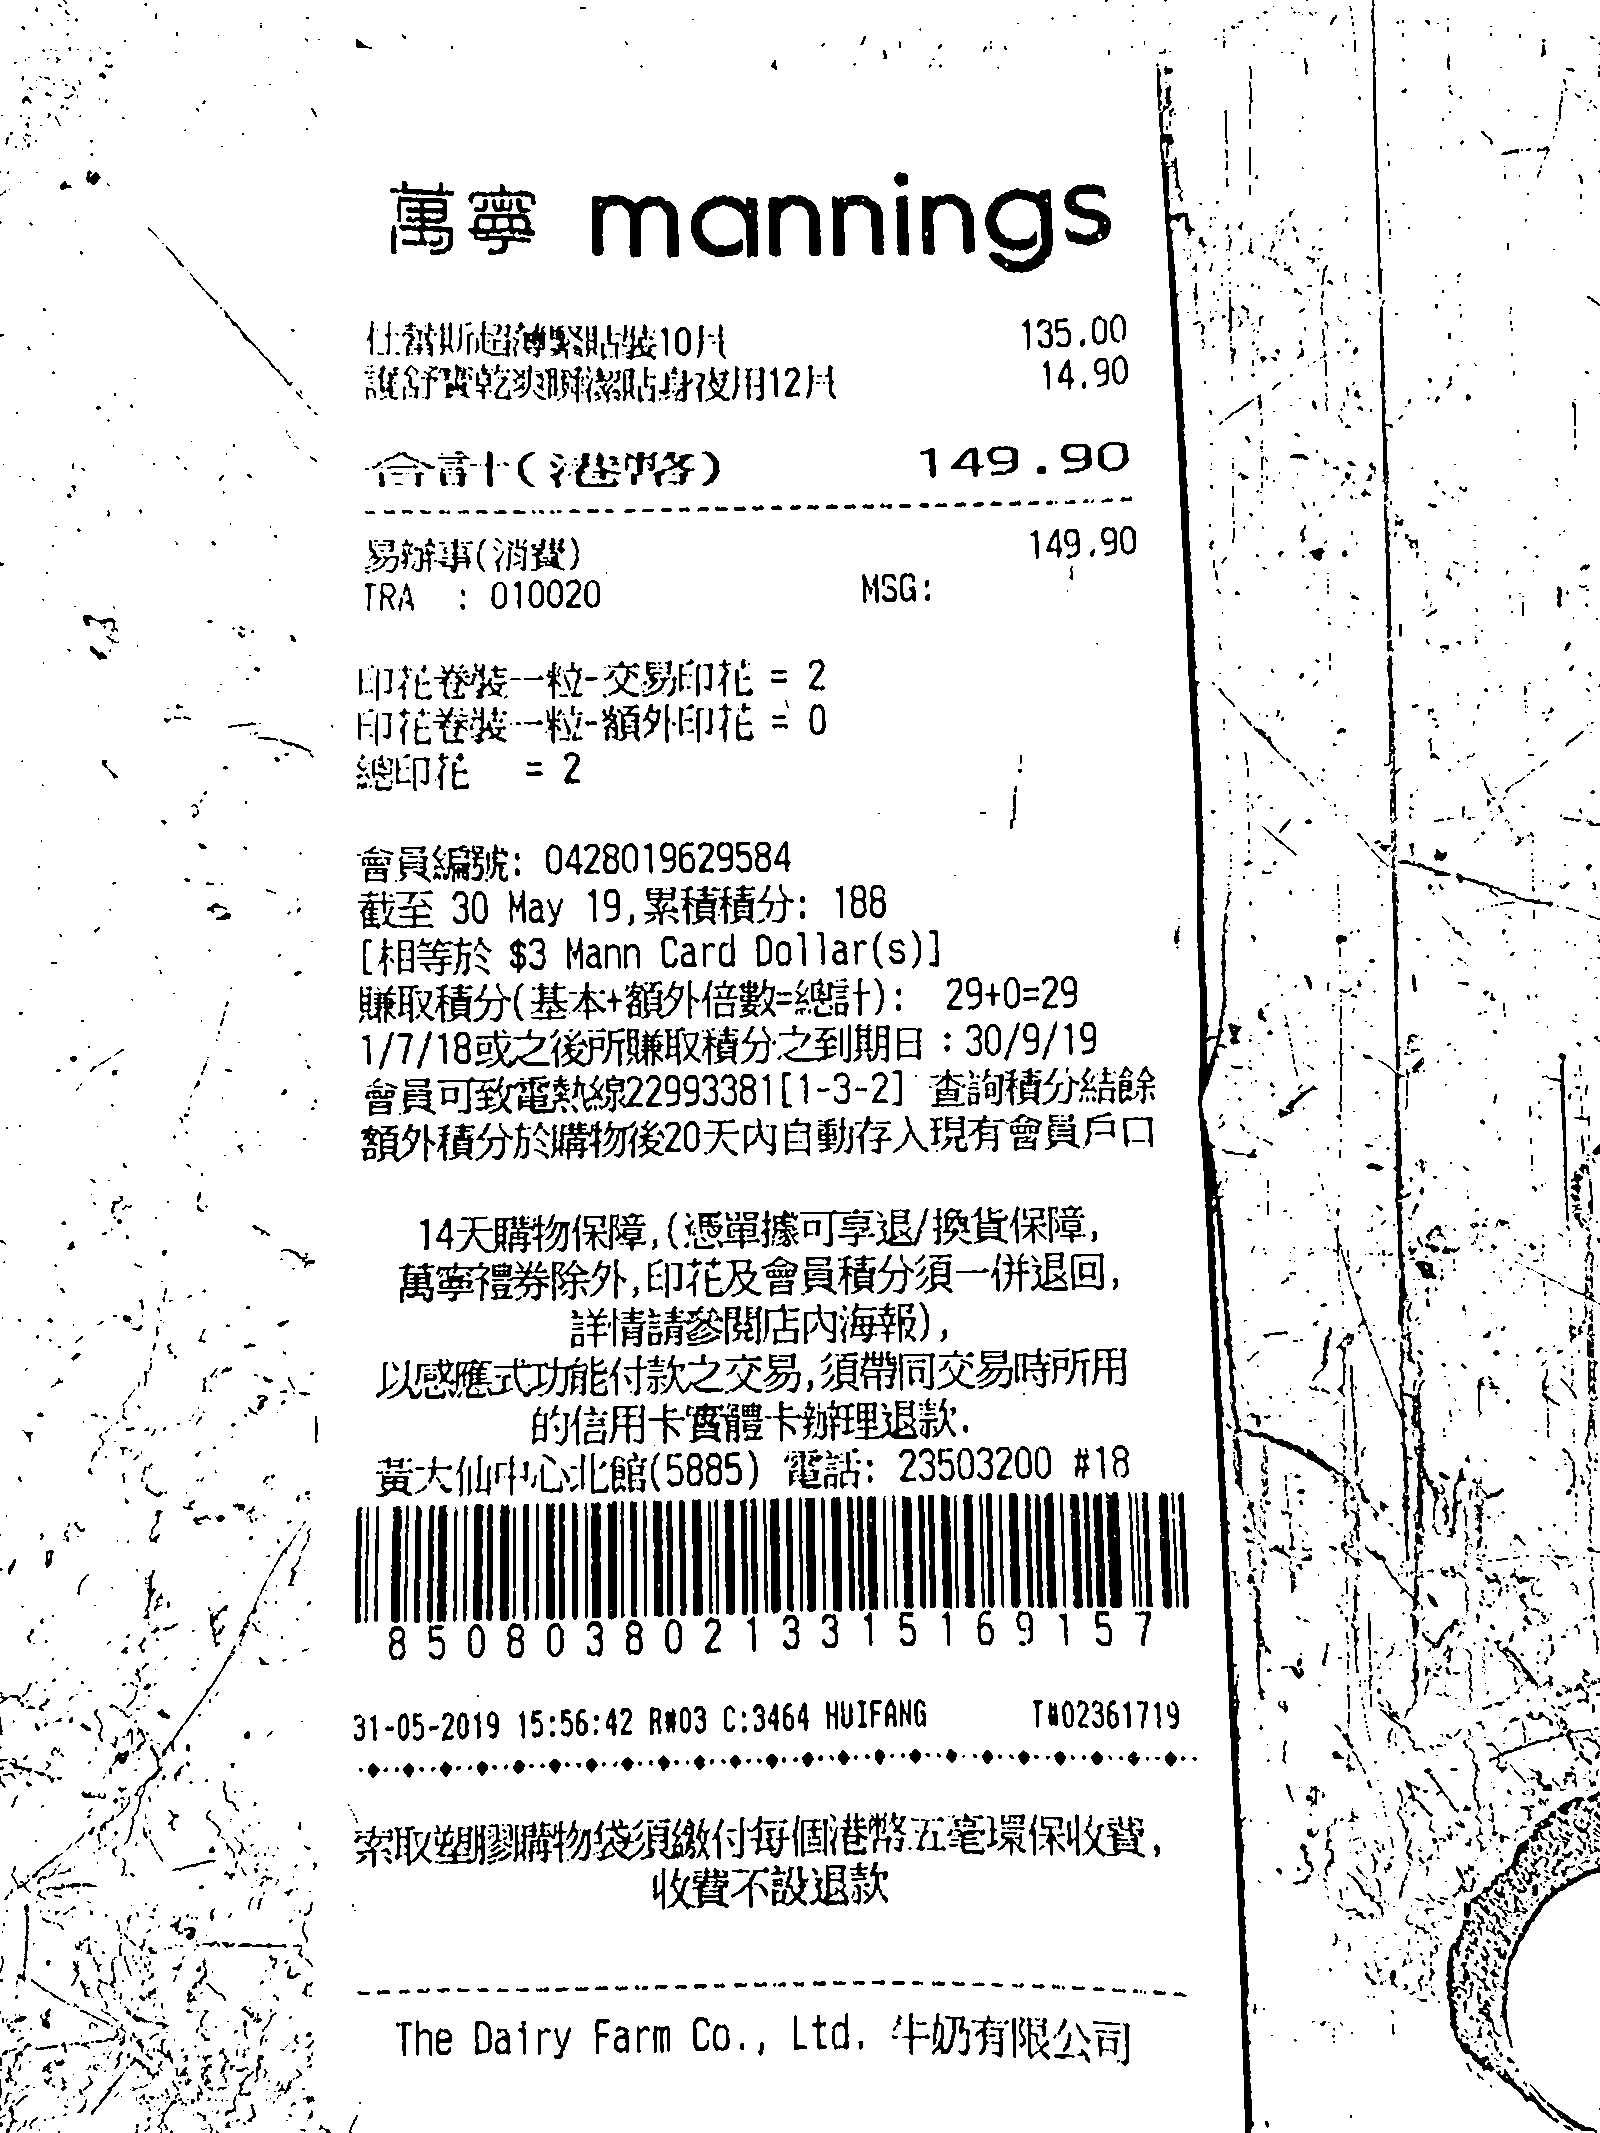 萬寧 mannings
仕幫斯超薄緊貼裝10片 135.00
護舒寶乾爽瞬潔貼身夜用12片 14.90
合計(港幣) 149.90
易辦事(消費) 149.90
TRA : 010020 MSG:
印花卷裝一粒-交易印花 = 2
印花卷裝一粒-額外印花 = 0
總印花 = 2
會員編號: 0428019629584
截至 30 May 19,累積積分: 188
[相等於 $3 Mann Card Dollar(s)]
賺取積分(基本+額外倍數=總計): 29+0=29
1/7/18或之後所賺取積分之到期日：30/9/19
會員可致電熱線22993381[1-3-2] 查詢積分結餘
額外積分於購物後20天內自動存入現有會員戶口
14天購物保障,(憑單據可享退/換貨保障,
萬寧禮券除外,印花及會員積分須一併退回,
詳情請參閱店內海報),
以感應式功能付款之交易,須帶同交易時所用
的信用卡實體卡辦理退款.
黃大仙中心北館(5885) 電話: 23503200 #18
85080380213315169157
31-05-2019 15:56:42 R#03 C:3464 HUIFANG T#02361719
索取塑膠購物袋須繳付每個港幣五毫環保收費,
收費不設退款
The Dairy Farm Co., Ltd. 牛奶有限公司